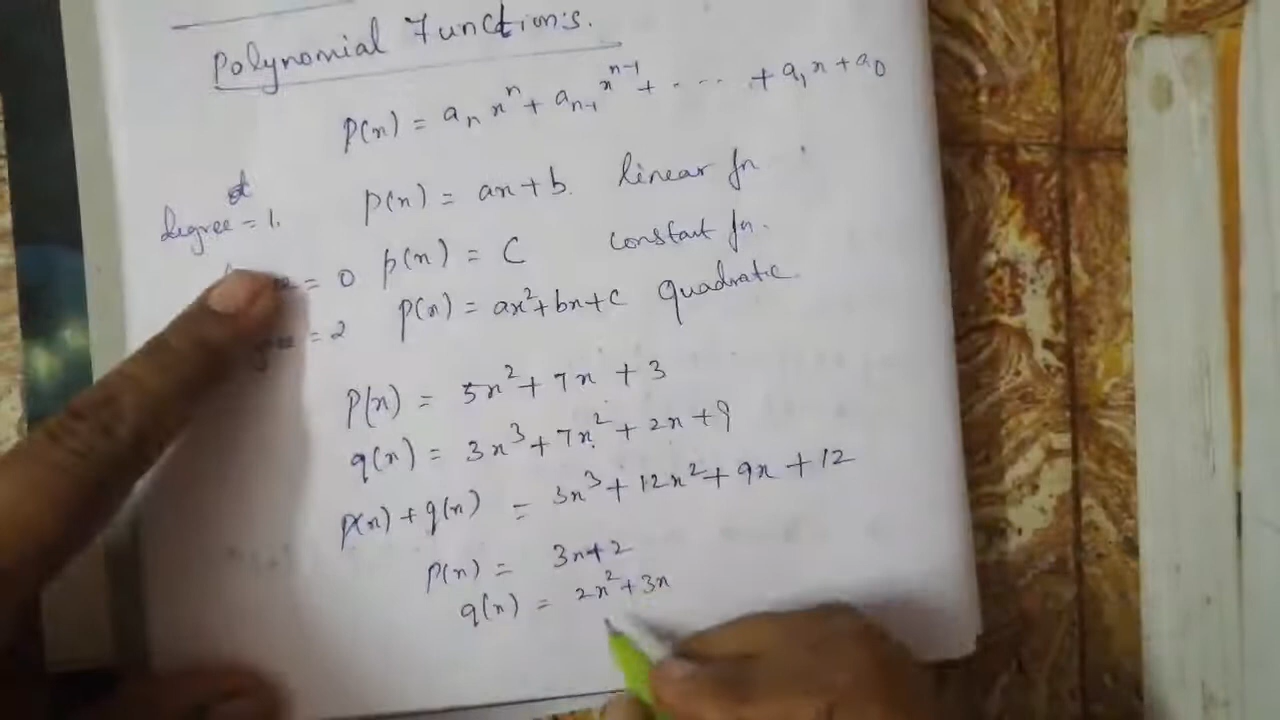 Polynomial Functions.
P(x) = aₙxⁿ + aₙ₋₁xⁿ⁻¹ + - - - - + a₁x + a₀
degree = 1. p(x) = ax+b. linear fn
= 0 p(x) = C constant fn.
= 2 p(x) = ax²+bx+c quadratic
P(x) = 5x² + 7x + 3
q(x) = 3x³ + 7x² + 2x + 9
p(x) + q(x) = 3x³ + 12x² + 9x + 12
p(x) = 3x+2
q(x) = 2x² + 3x